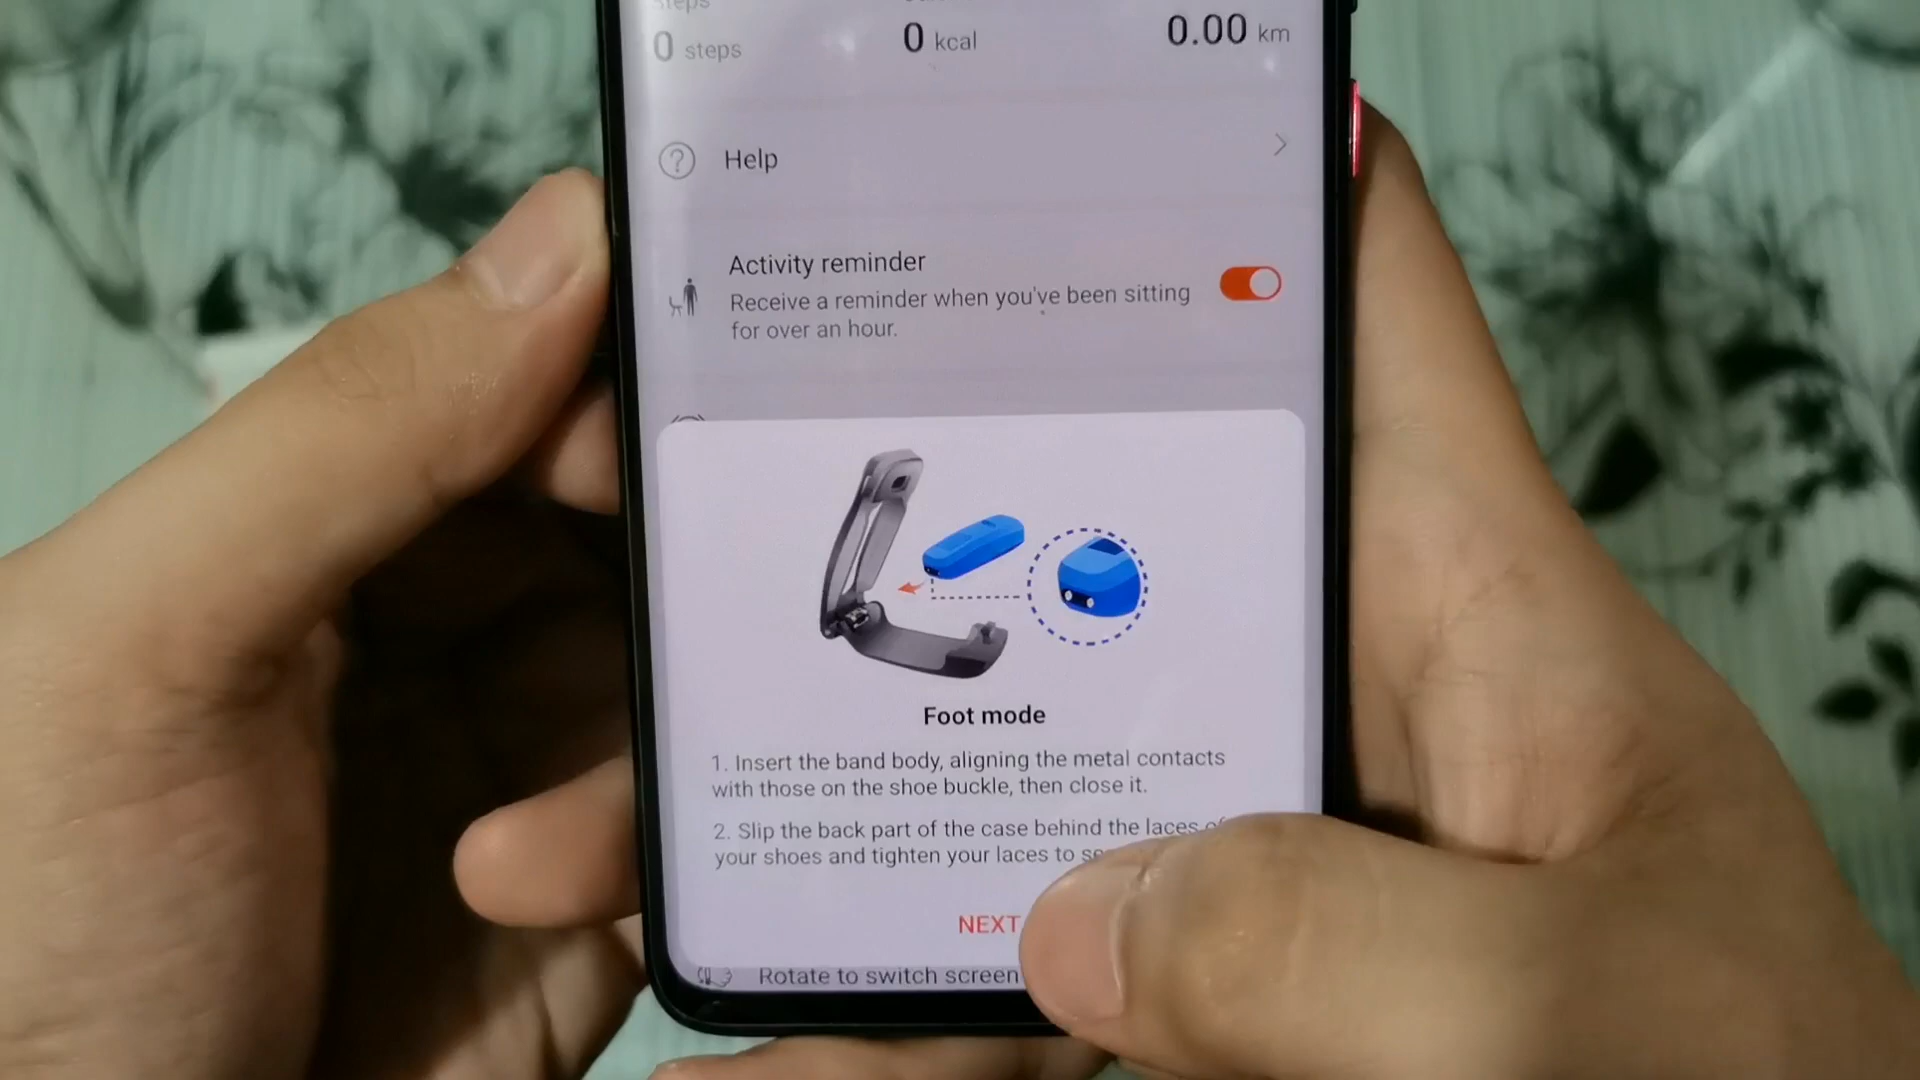 Steps
0 steps
0 kcal
0.00 km
Help
Activity reminder
Receive a reminder when you've been sitting
for over an hour.
Foot mode
1. Insert the band body, aligning the metal contacts
with those on the shoe buckle, then close it.
2. Slip the back part of the case behind the laces of
your shoes and tighten your laces to
NEXT
Rotate to switch screen